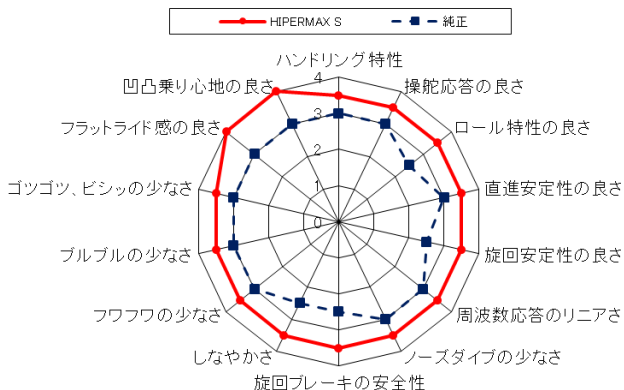 HIPERMAX S
純正
ハンドリング特性
操舵応答の良さ
ロール特性の良さ
直進安定性の良さ
旋回安定性の良さ
周波数応答のリニアさ
ノーズダイブの少なさ
旋回ブレーキの安全性
しなやかさ
フワフワの少なさ
ブルブルの少なさ
ゴツゴツ、ビシッの少なさ
フラットライド感の良さ
凹凸乗り心地の良さ
4
3
2
1
0